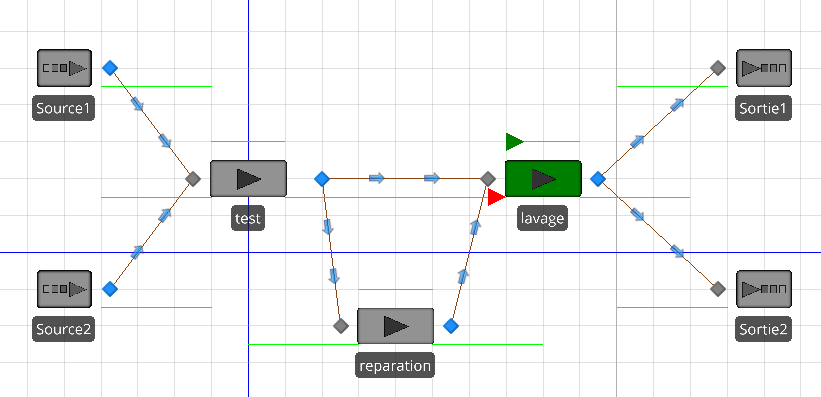 Source1
Sortie1
test
lavage
Source2
Sortie2
reparation